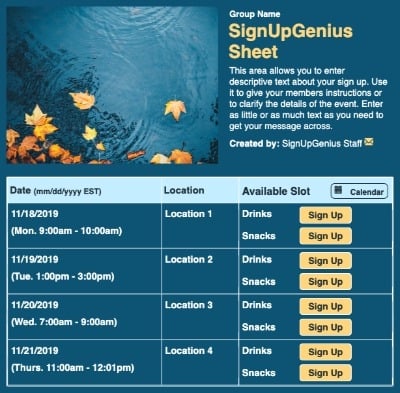 Group Name
SignUpGenius
Sheet
This area allows you to enter
descriptive text about your sign up. Use
it to give your members instructions or
to clarify the details of the event. Enter
as little or as much text as you need to
get your message across.
Created by: SignUpGenius Staff
Date (mm/dd/yyyy EST) Location Available Slot Calendar
11/18/2019 Location 1 Drinks Sign Up
(Mon. 9:00am - 10:00am) Snacks Sign Up
11/19/2019 Location 2 Drinks Sign Up
(Tue. 1:00pm - 3:00pm) Snacks Sign Up
11/20/2019 Location 3 Drinks Sign Up
(Wed. 7:00am - 9:00am) Snacks Sign Up
11/21/2019 Location 4 Drinks Sign Up
(Thurs. 11:00am - 12:01pm) Snacks Sign Up